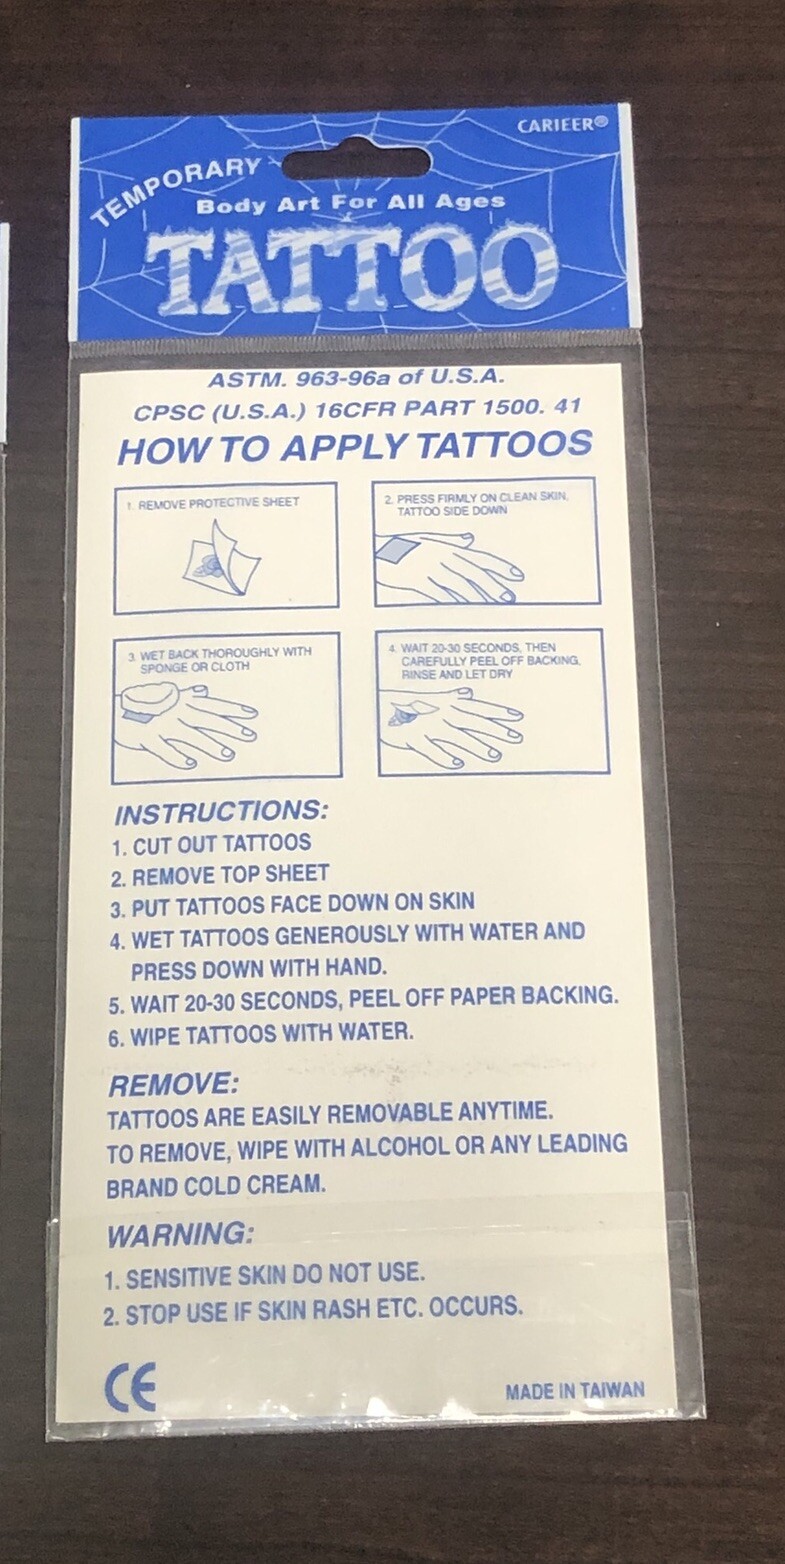 CARIEER®
TEMPORARY
Body Art For All Ages
TATTOO
ASTM. 963-96a of U.S.A.
CPSC (U.S.A.) 16CFR PART 1500. 41
HOW TO APPLY TATTOOS
1. REMOVE PROTECTIVE SHEET
2. PRESS FIRMLY ON CLEAN SKIN,
TATTOO SIDE DOWN
3. WET BACK THOROUGHLY WITH
SPONGE OR CLOTH
4. WAIT 20-30 SECONDS, THEN
CAREFULLY PEEL OFF BACKING,
RINSE AND LET DRY
INSTRUCTIONS:
1. CUT OUT TATTOOS
2. REMOVE TOP SHEET
3. PUT TATTOOS FACE DOWN ON SKIN
4. WET TATTOOS GENEROUSLY WITH WATER AND
PRESS DOWN WITH HAND.
5. WAIT 20-30 SECONDS, PEEL OFF PAPER BACKING.
6. WIPE TATTOOS WITH WATER.
REMOVE:
TATTOOS ARE EASILY REMOVABLE ANYTIME.
TO REMOVE, WIPE WITH ALCOHOL OR ANY LEADING
BRAND COLD CREAM.
WARNING:
1. SENSITIVE SKIN DO NOT USE.
2. STOP USE IF SKIN RASH ETC. OCCURS.
CE
MADE IN TAIWAN